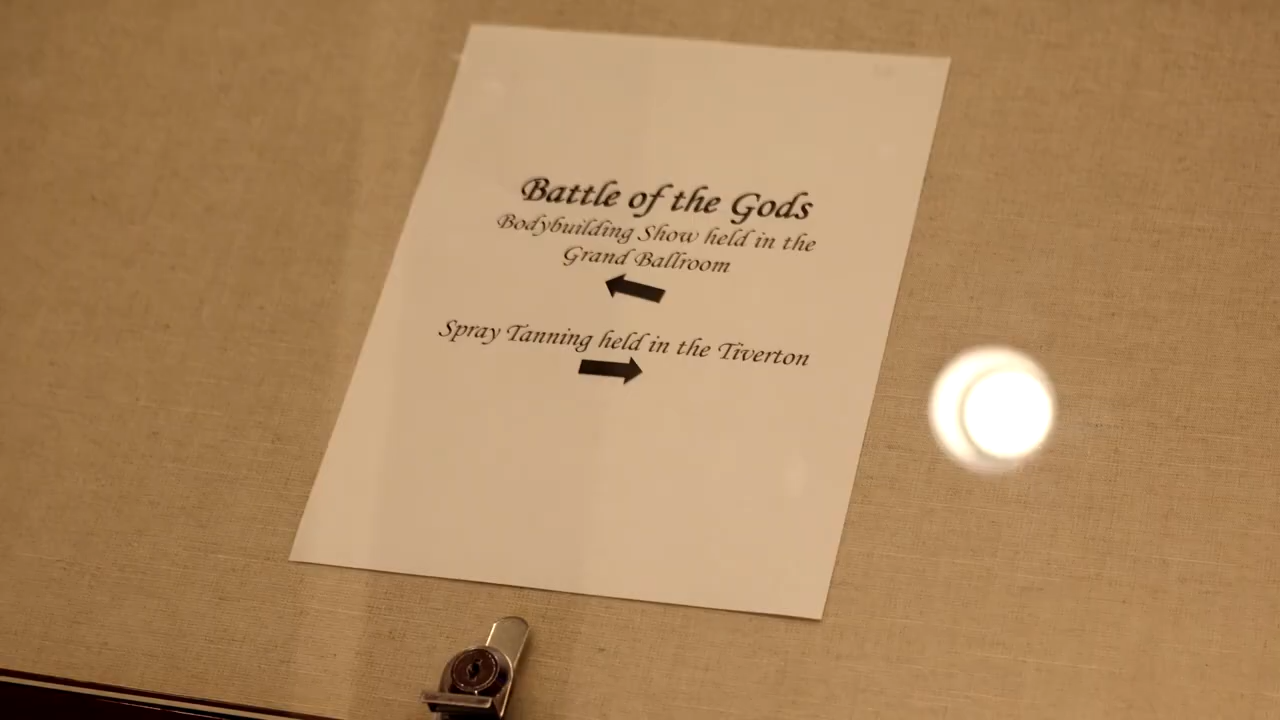 Battle of the Gods
Bodybuilding Show held in the
Grand Ballroom
Spray Tanning held in the Tiverton